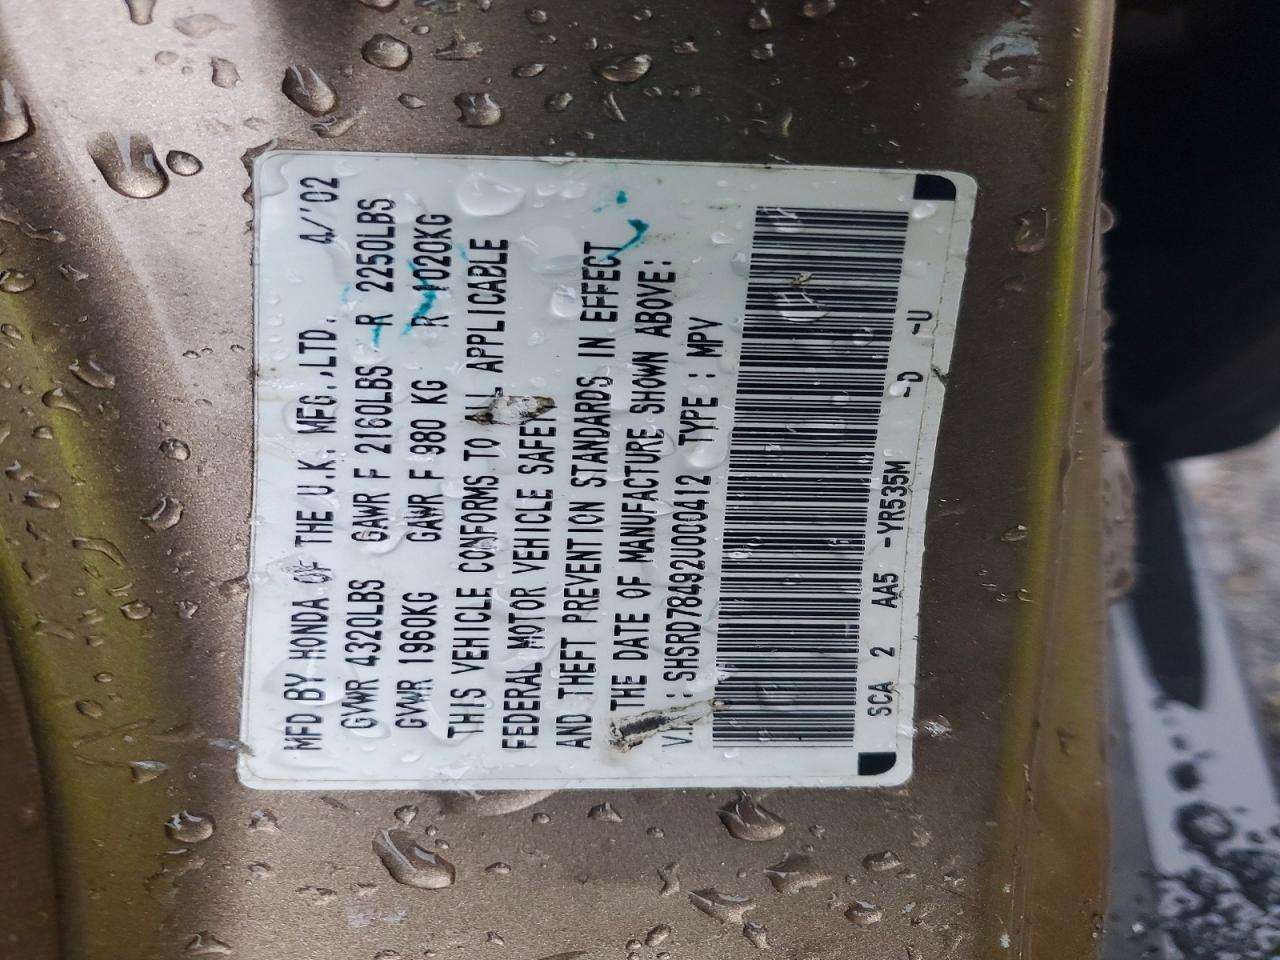 MFD BY HONDA OF THE U.K. MFG.,LTD. 4/'02
GVWR 4320LBS GAWR F 2160LBS R 2250LBS
GVWR 1960KG GAWR F 980 KG R 1020KG
THIS VEHICLE CONFORMS TO ALL APPLICABLE
FEDERAL MOTOR VEHICLE SAFETY
AND THEFT PREVENTION STANDARDS IN EFFECT
THE DATE OF MANUFACTURE SHOWN ABOVE:
V.I : SHSRD78492U000412 TYPE : MPV
SCA 2 AA5 -YR535M -D -U